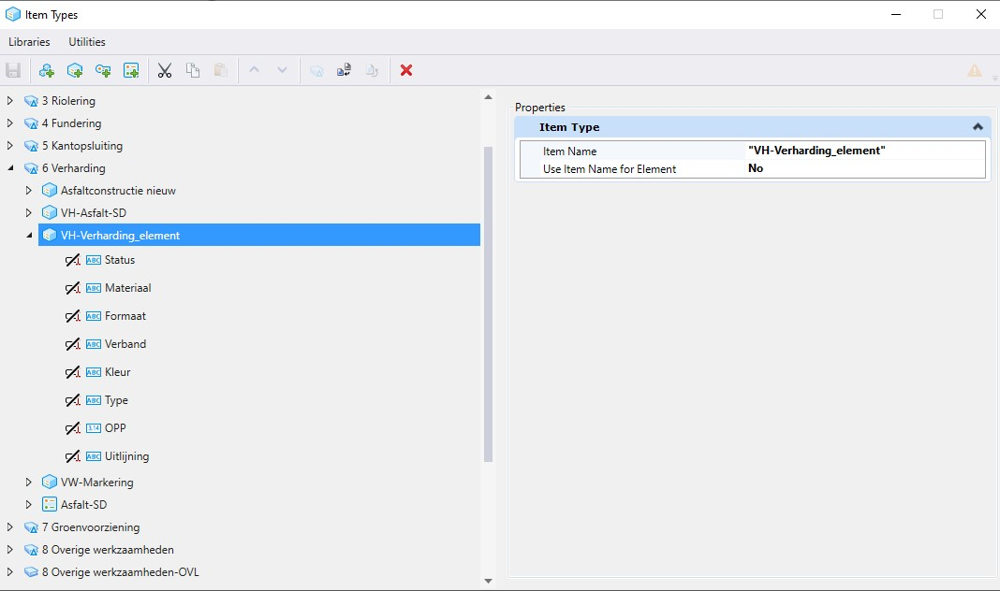 Item Types
Libraries Utilities
3 Riolering
4 Fundering
5 Kantopsluiting
6 Verharding
Asfaltconstructie nieuw
VH-Asfalt-SD
VH-Verharding_element
ABC Status
ABC Materiaal
ABC Formaat
ABC Verband
ABC Kleur
ABC Type
3.14 OPP
ABC Uitlijning
VW-Markering
Asfalt-SD
7 Groenvoorziening
8 Overige werkzaamheden
8 Overige werkzaamheden-OVL
Properties
Item Type
Item Name "VH-Verharding_element"
Use Item Name for Element No